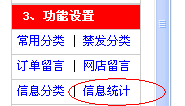 3、功能设置
常用分类 | 禁发分类
订单留言 | 网店留言
信息分类 | 信息统计